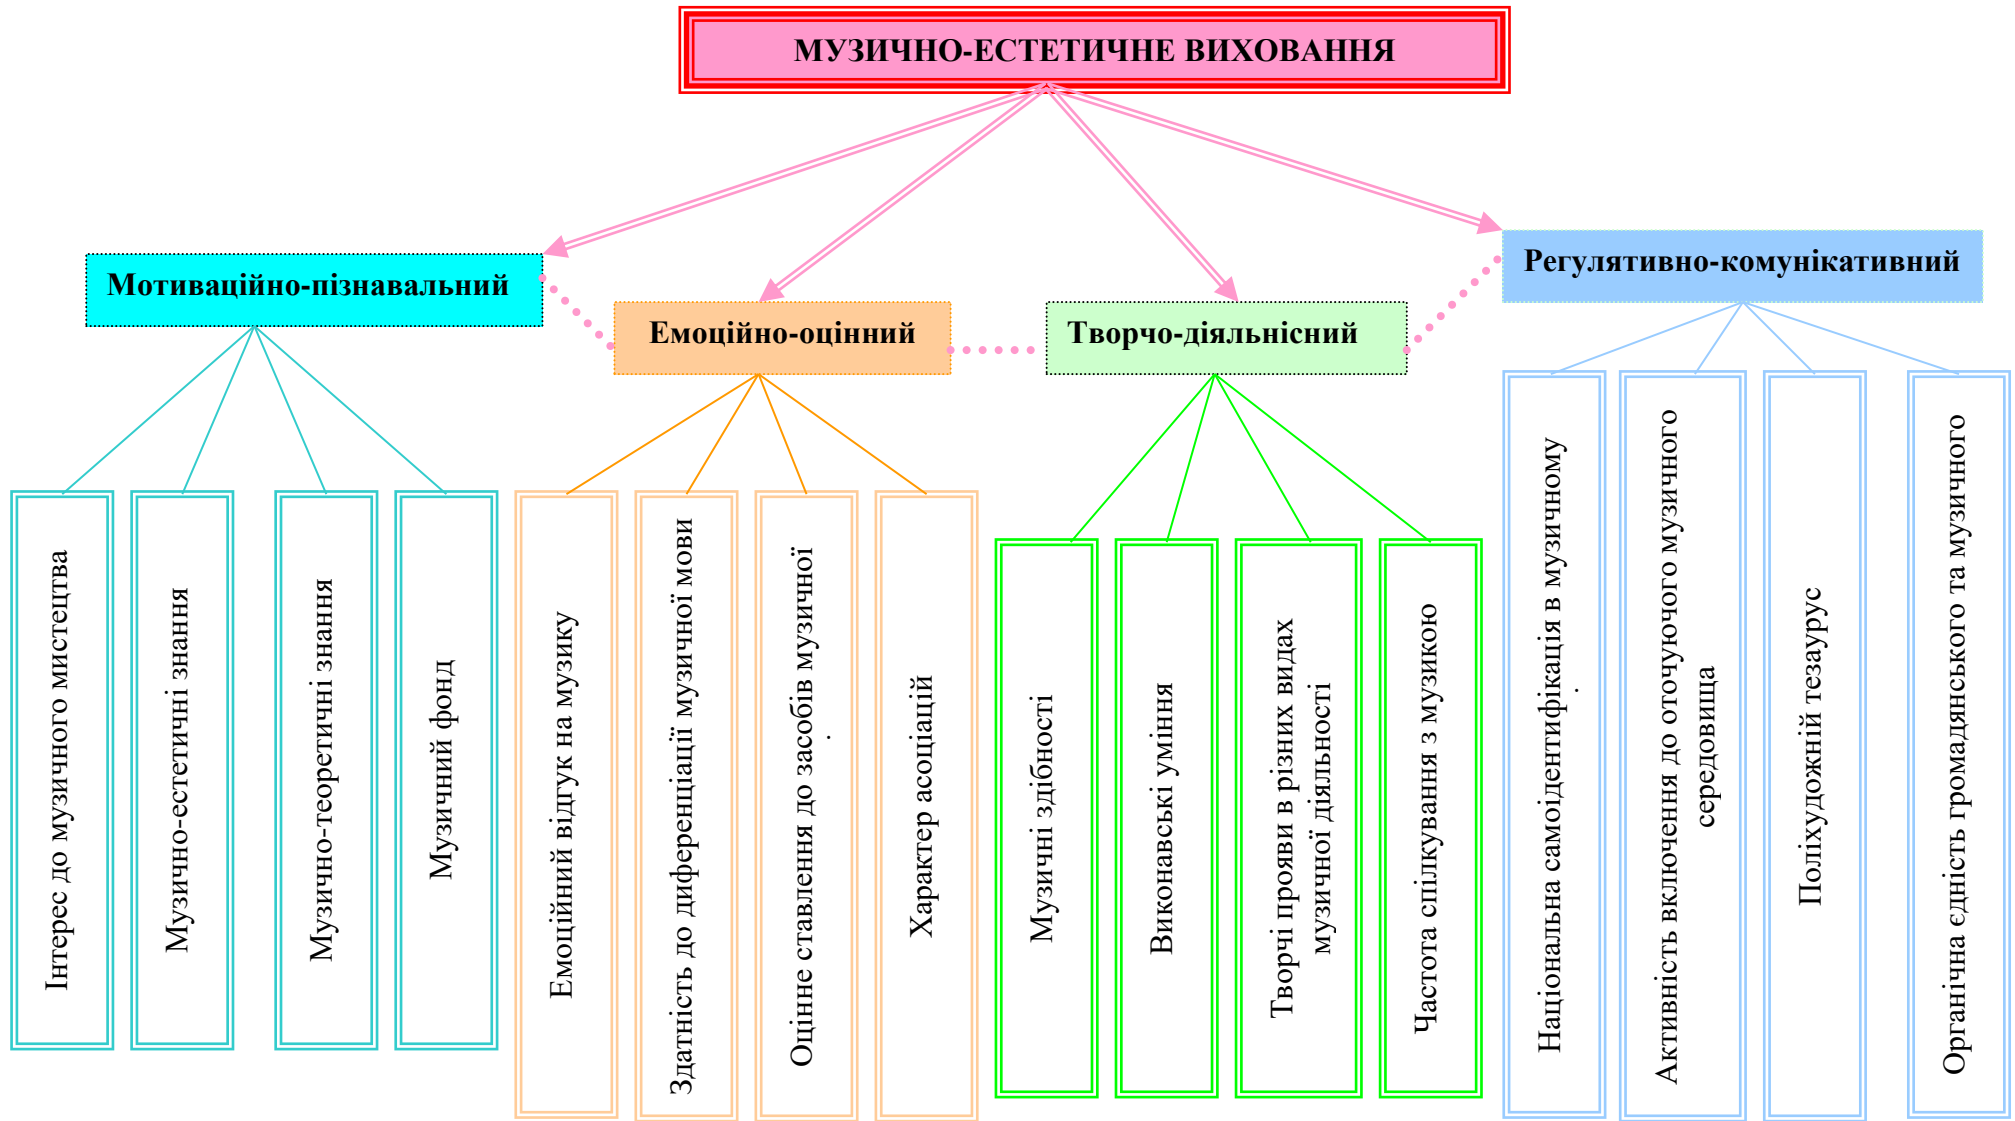 МУЗИЧНО-ЕСТЕТИЧНЕ ВИХОВАННЯ
Мотиваційно-пізнавальний
Емоційно-оцінний
Творчо-діяльнісний
Регулятивно-комунікативний
Інтерес до музичного мистецтва
Музично-естетичні знання
Музично-теоретичні знання
Музичний фонд
Емоційний відгук на музику
Здатність до диференціації музичної мови
Оцінне ставлення до засобів музичної
Характер асоціацій
Музичні здібності
Виконавські уміння
Творчі прояви в різних видах
музичної діяльності
Частота спілкування з музикою
Національна самоідентифікація в музичному
Активність включення до оточуючого музичного
середовища
Поліхудожній тезаурус
Органічна єдність громадянського та музичного